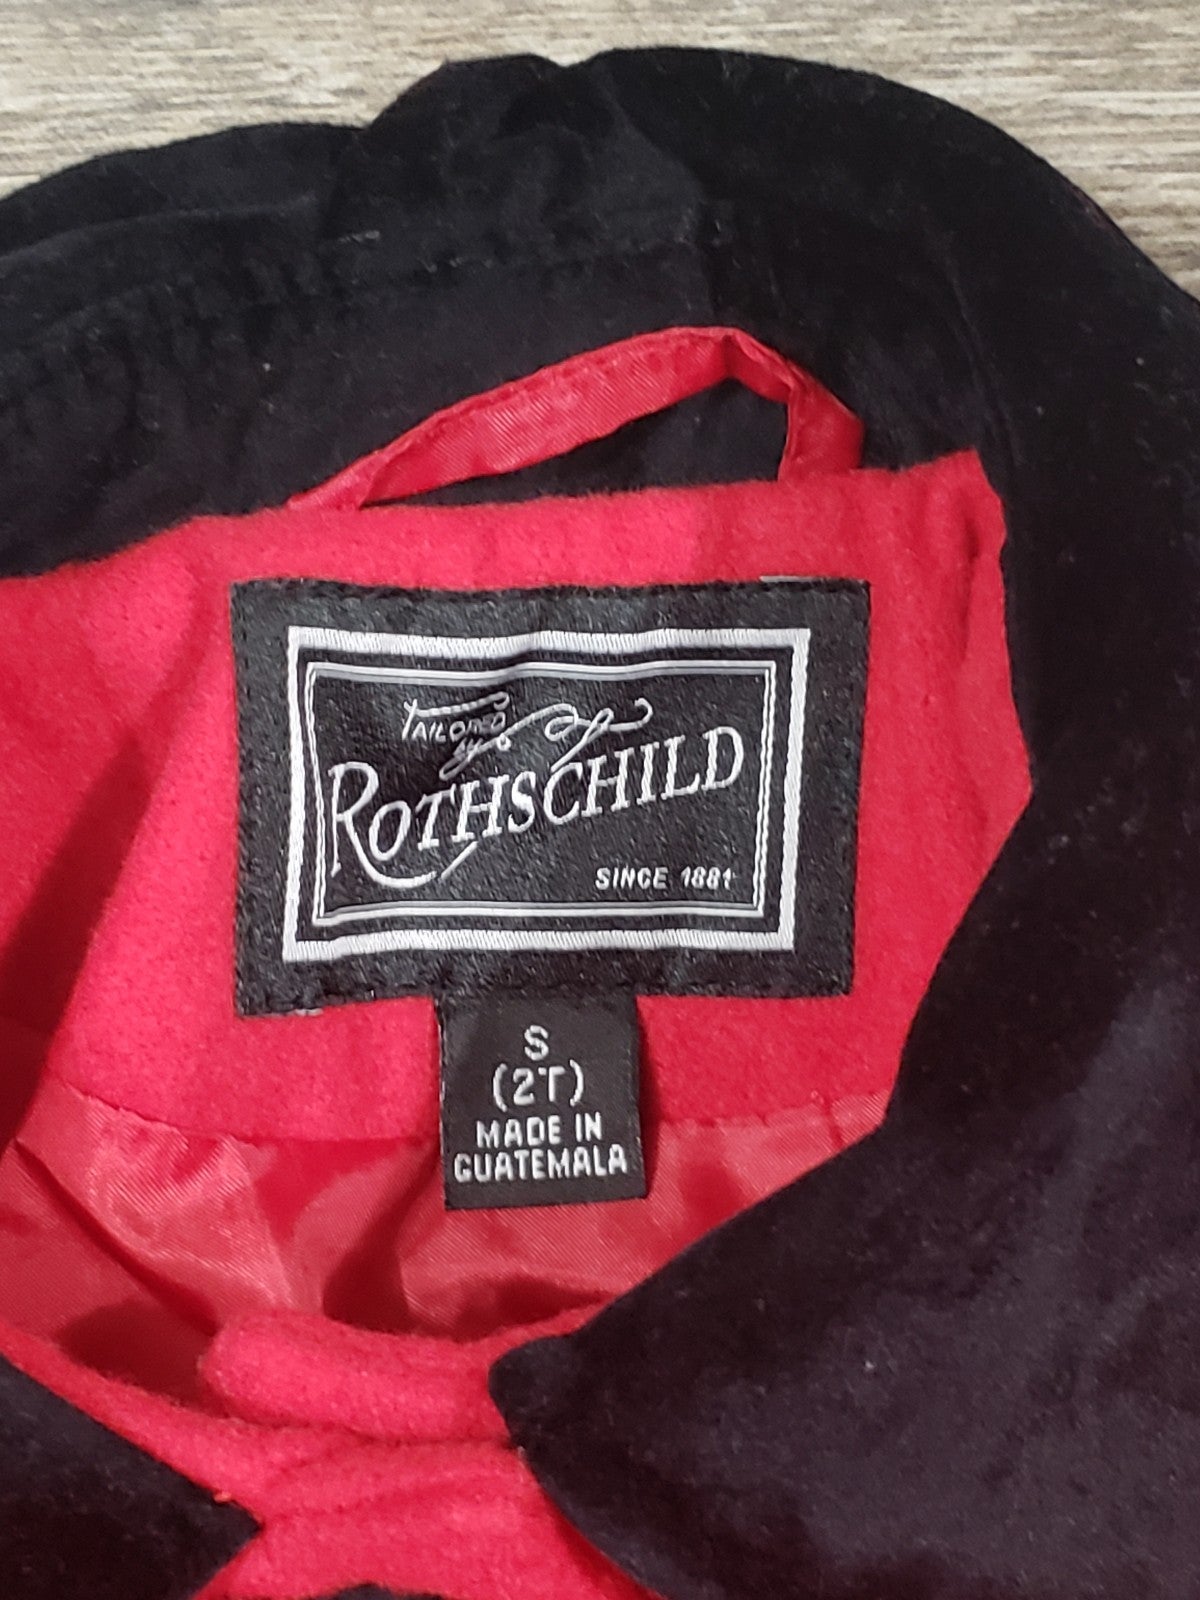 TAILORED
by
ROTHSCHILD
SINCE 1881
S
(2T)
MADE IN
GUATEMALA